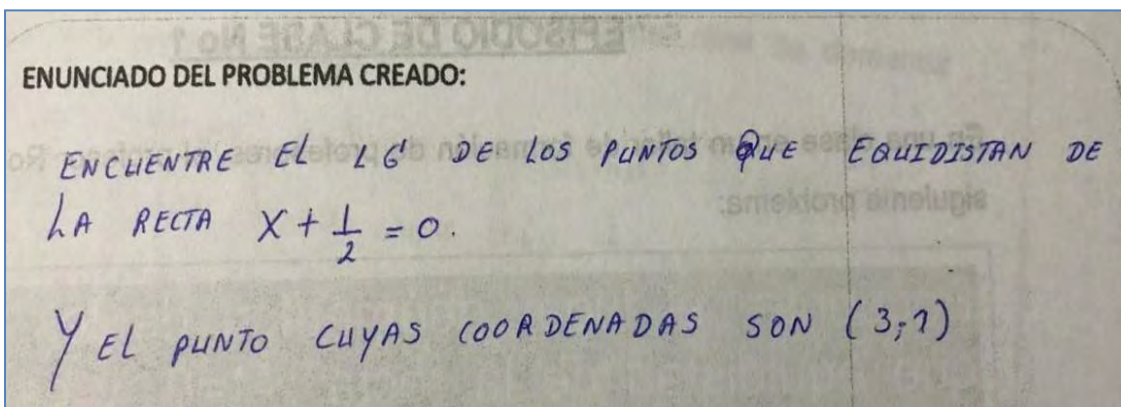 ENUNCIADO DEL PROBLEMA CREADO:
ENCUENTRE EL LG DE LOS PUNTOS QUE EQUIDISTAN DE
LA RECTA X + 1/2 = 0.
Y EL PUNTO CUYAS COORDENADAS SON (3;1)